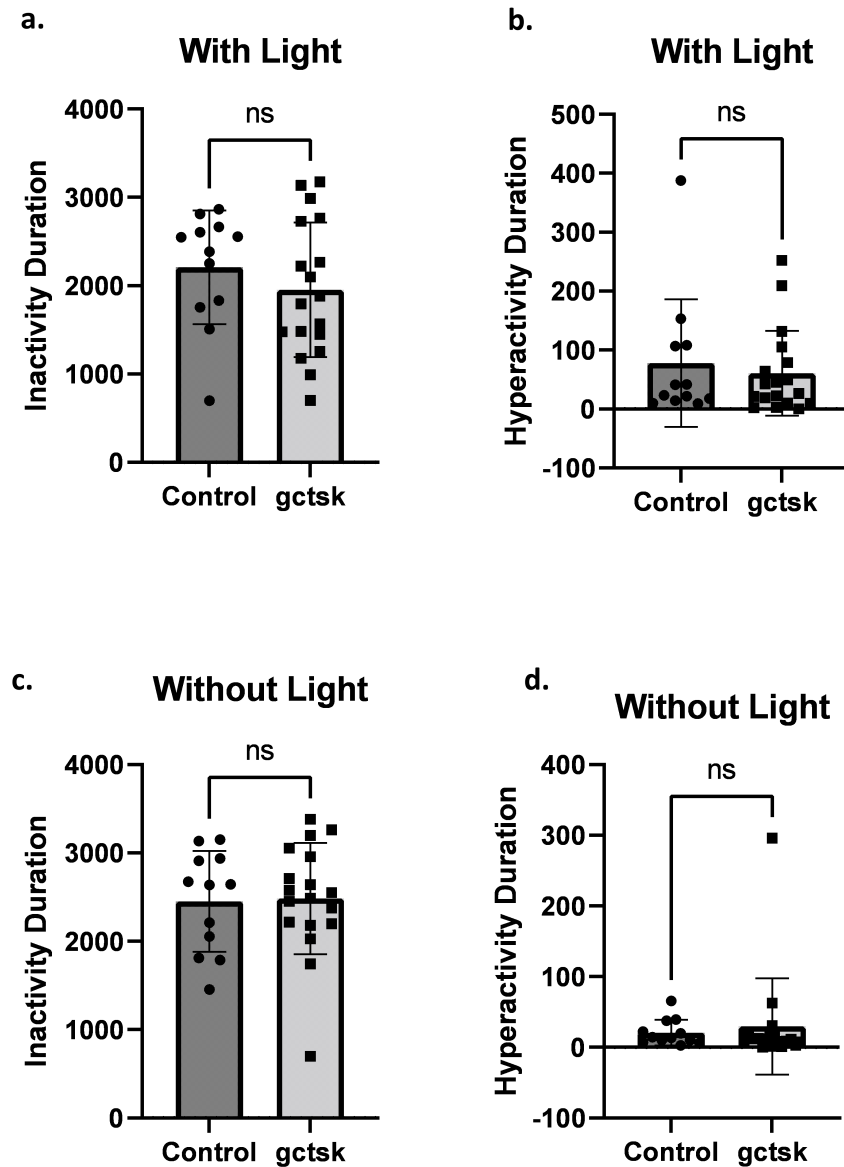 a.
With Light
ns
Inactivity Duration
4000
3000
2000
1000
0
Control gctsk
b.
With Light
ns
Hyperactivity Duration
500
400
300
200
100
0
-100
Control gctsk
c.
Without Light
ns
Inactivity Duration
4000
3000
2000
1000
0
Control gctsk
d.
Without Light
ns
Hyperactivity Duration
400
300
200
100
0
-100
Control gctsk